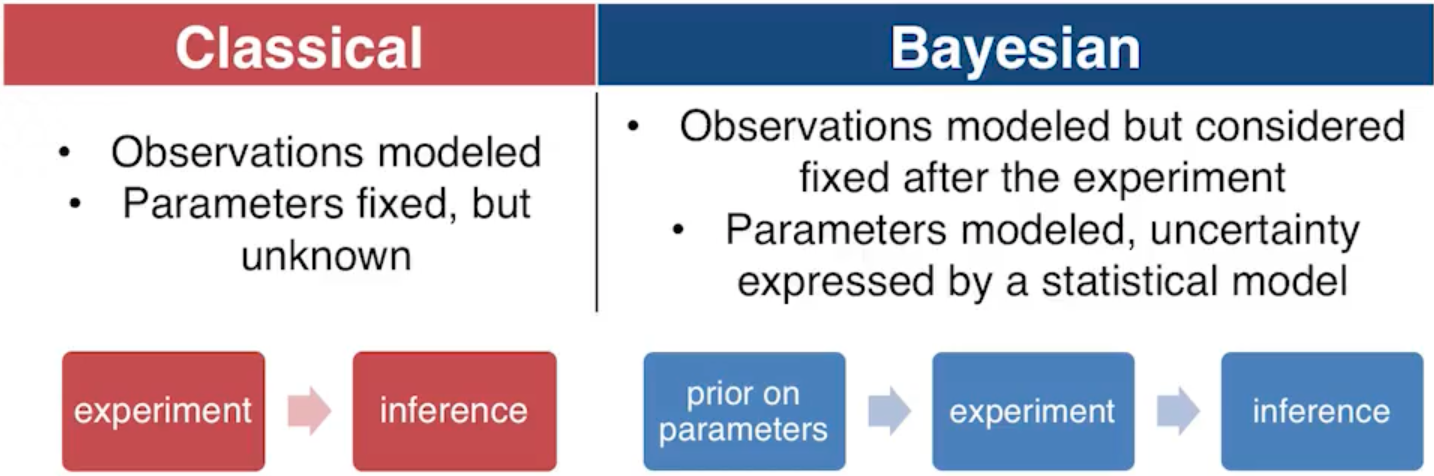 Classical
Bayesian
• Observations modeled
• Parameters fixed, but
unknown
• Observations modeled but considered
fixed after the experiment
• Parameters modeled, uncertainty
expressed by a statistical model
experiment
inference
prior on
parameters
experiment
inference